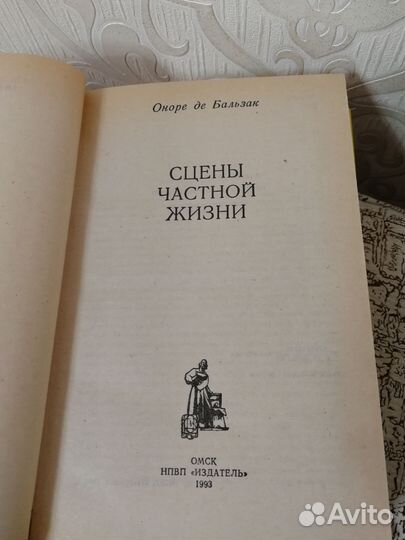 Оноре де Бальзак
СЦЕНЫ
ЧАСТНОЙ
ЖИЗНИ
ОМСК
НПВП «ИЗДАТЕЛЬ»
1993
Avito